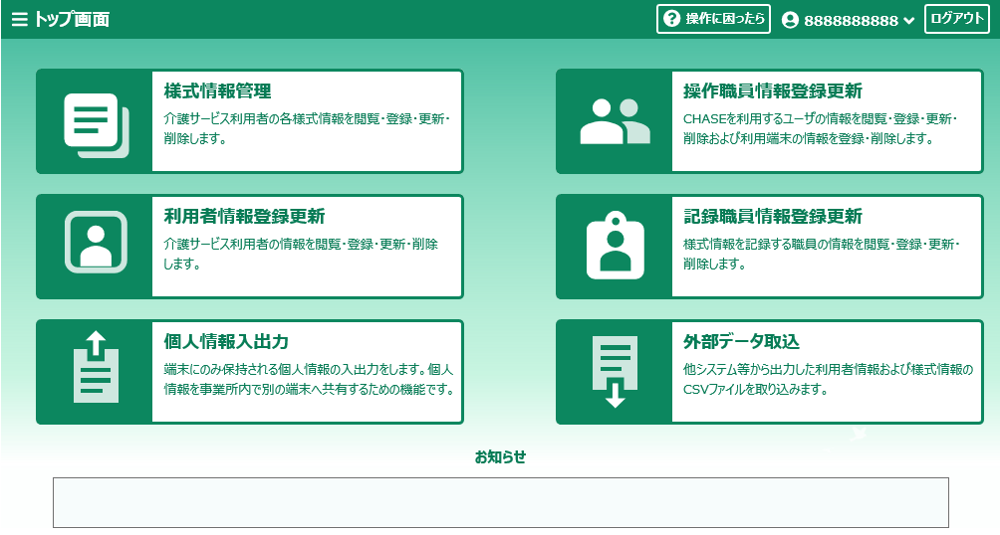 トップ画面
操作に困ったら
8888888888
ログアウト
様式情報管理
介護サービス利用者の各様式情報を閲覧・登録・更新・
削除します。
操作職員情報登録更新
CHASEを利用するユーザの情報を閲覧・登録・更新・
削除および利用端末の情報を登録・削除します。
利用者情報登録更新
介護サービス利用者の情報を閲覧・登録・更新・削除
します。
記録職員情報登録更新
様式情報を記録する職員の情報を閲覧・登録・更新・
削除します。
個人情報入出力
端末にのみ保持される個人情報の入出力をします。個人
情報を事業所内で別の端末へ共有するための機能です。
外部データ取込
他システム等から出力した利用者情報および様式情報の
CSVファイルを取り込みます。
お知らせ